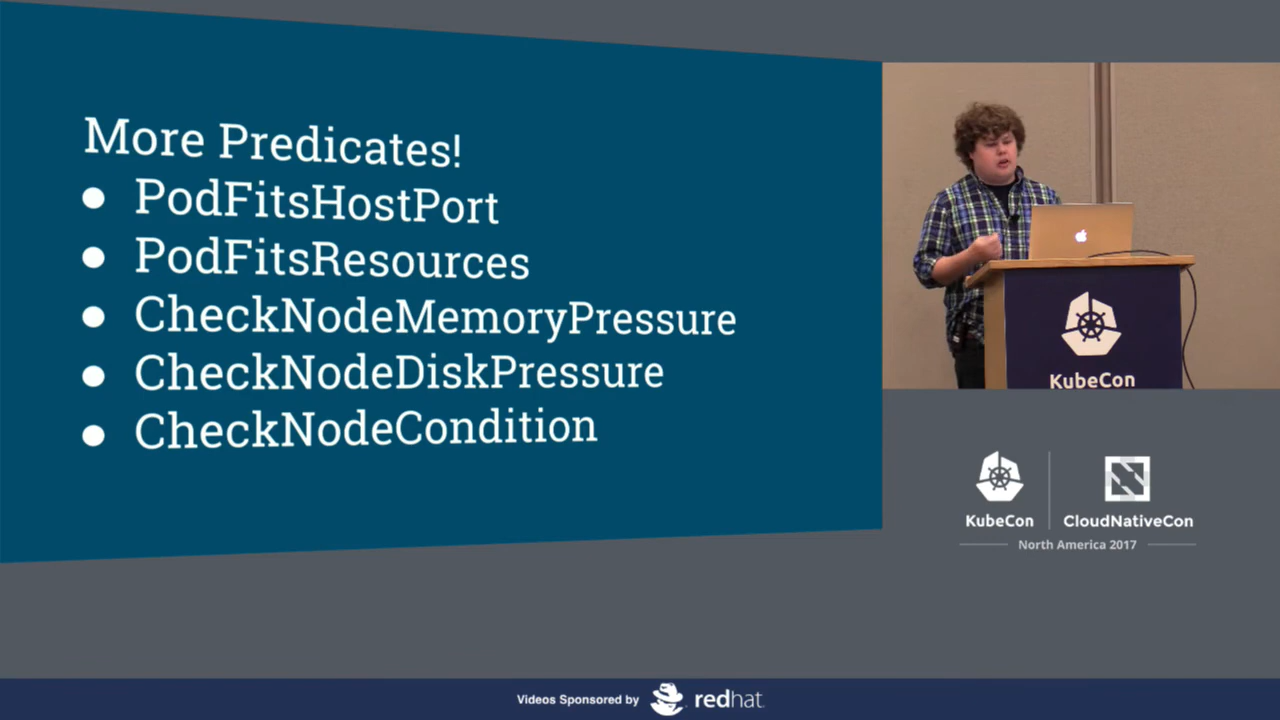 More Predicates!
● PodFitsHostPort
● PodFitsResources
● CheckNodeMemoryPressure
● CheckNodeDiskPressure
● CheckNodeCondition
KubeCon
KubeCon
CloudNativeCon
North America 2017
Videos Sponsored by redhat.